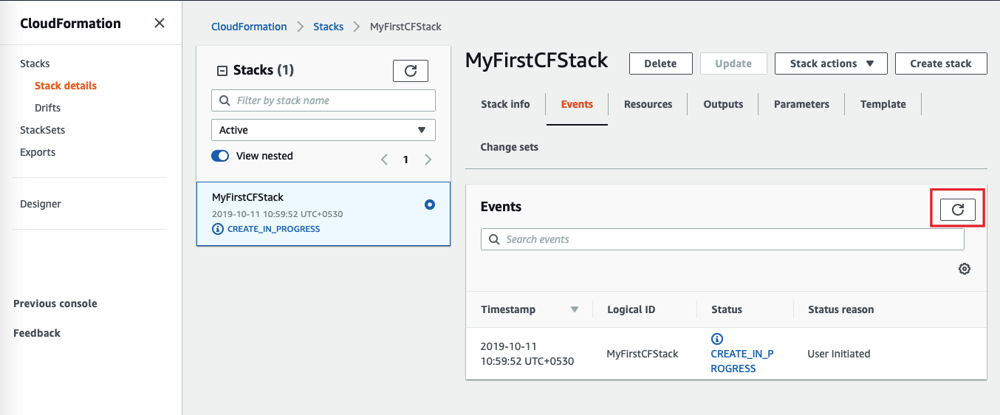 CloudFormation
Stacks
Stack details
Drifts
StackSets
Exports
Designer
Previous console
Feedback
CloudFormation
Stacks
MyFirstCFStack
Stacks (1)
Filter by stack name
Active
View nested
1
MyFirstCFStack
2019-10-11 10:59:52 UTC+0530
CREATE_IN_PROGRESS
MyFirstCFStack
Delete
Update
Stack actions
Create stack
Stack info
Events
Resources
Outputs
Parameters
Template
Change sets
Events
Search events
Timestamp
Logical ID
Status
Status reason
2019-10-11
10:59:52 UTC+0530
MyFirstCFStack
CREATE_IN_P
ROGRESS
User Initiated